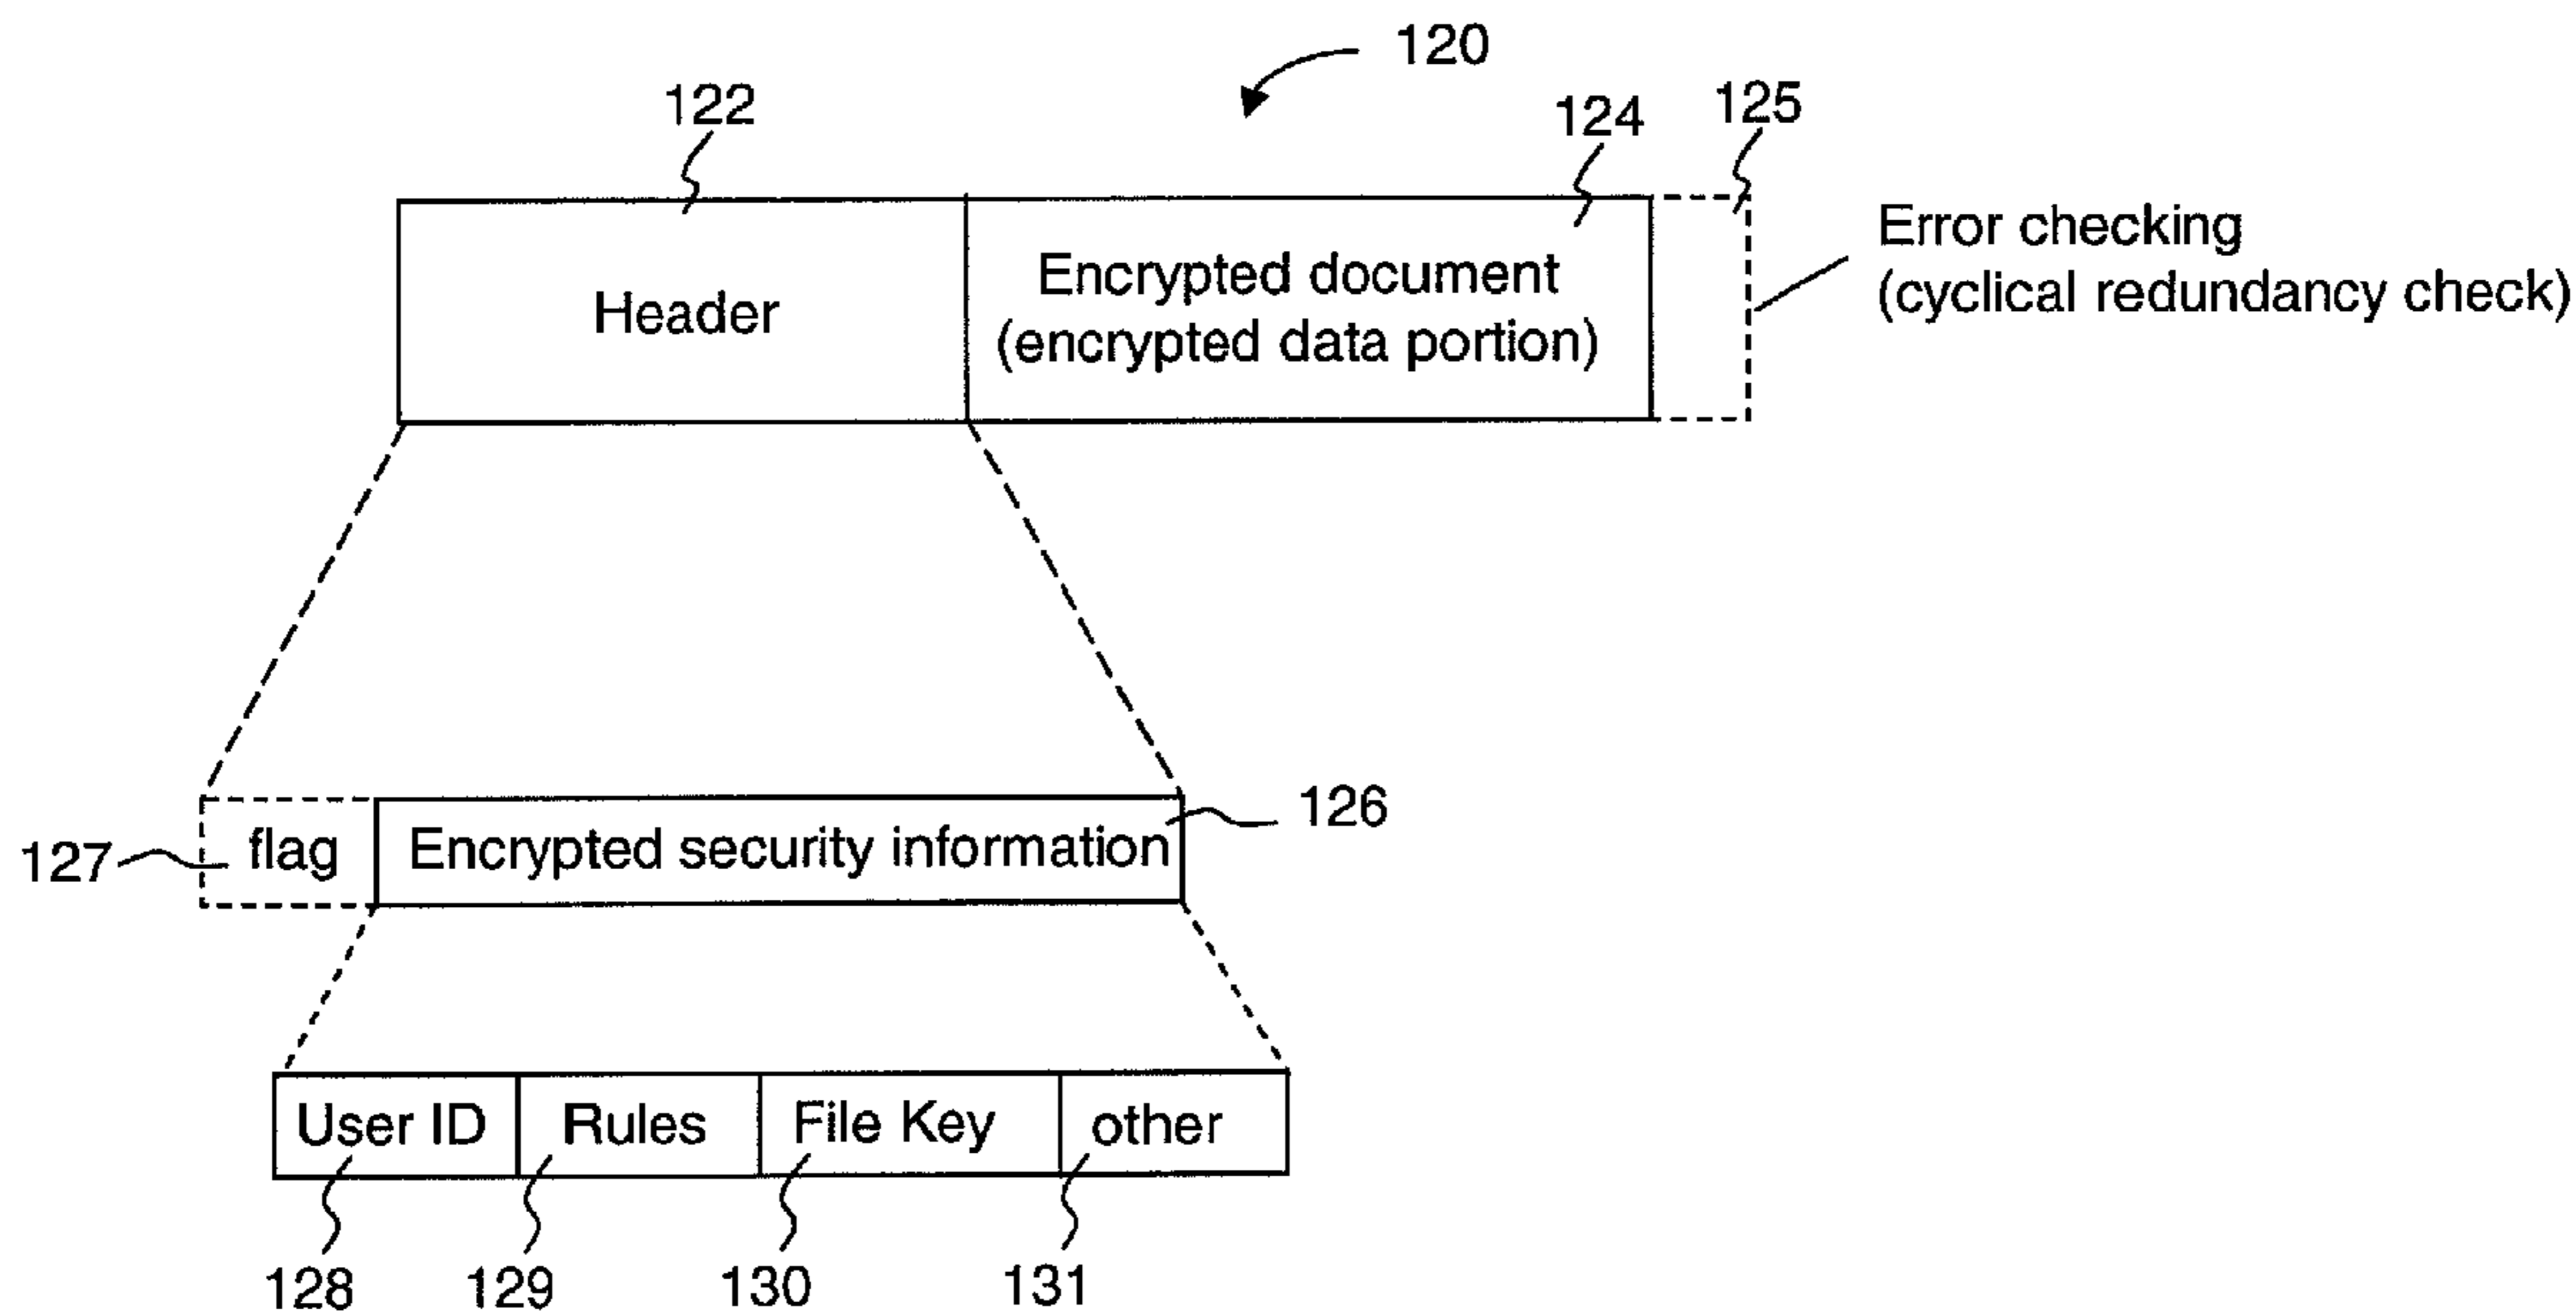 120
122
124
125
Header
Encrypted document
(encrypted data portion)
Error checking
(cyclical redundancy check)
127
flag
Encrypted security information
126
User ID
Rules
File Key
other
128
129
130
131